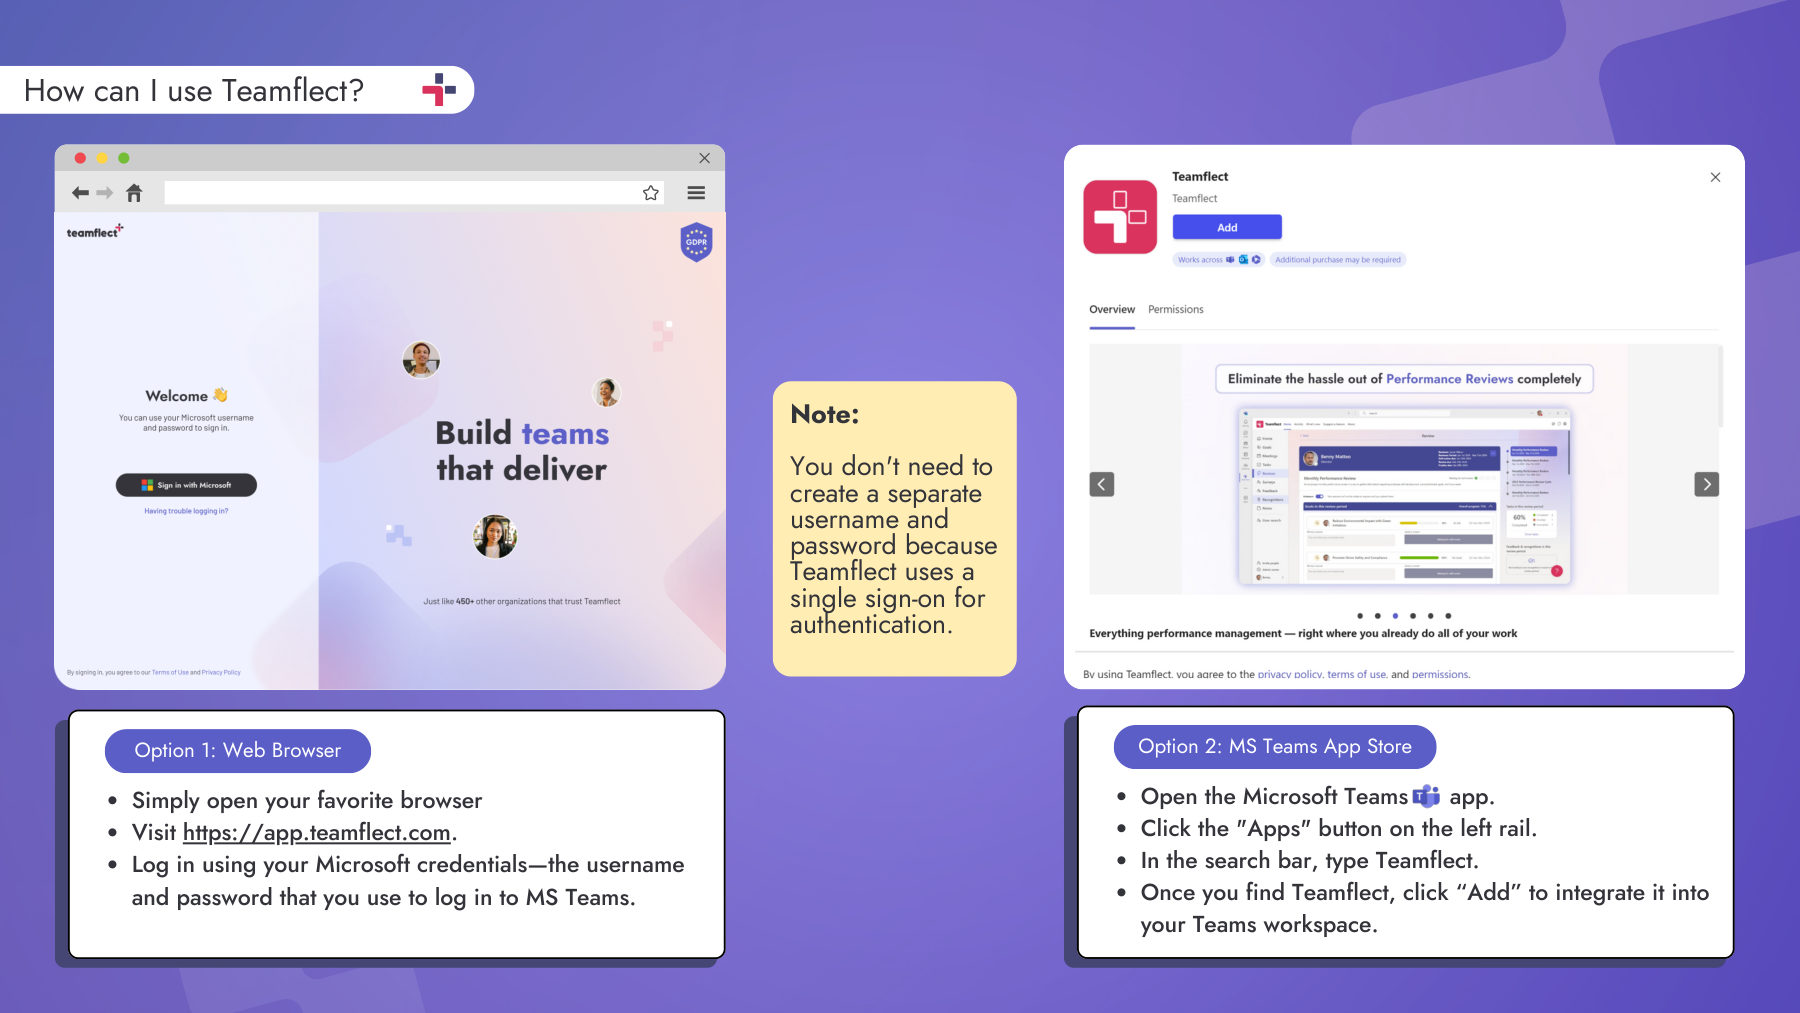 How can I use Teamflect?
teamflect
GDPR
Welcome 👋
You can use your Microsoft username
and password to sign in.
Sign in with Microsoft
Having trouble logging in?
By signing in, you agree to our Terms of Use and Privacy Policy
Build teams
that deliver
Just like 450+ other organizations that trust Teamflect
Note:
You don't need to
create a separate
username and
password because
Teamflect uses a
single sign-on for
authentication.
Teamflect
Teamflect
Add
Works across
Additional purchase may be required
Overview Permissions
Eliminate the hassle out of Performance Reviews completely
Teamflect
Review
Benny Matton
Monthly Performance Review
60%
Everything performance management — right where you already do all of your work
By using Teamflect, you agree to the privacy policy, terms of use, and permissions.
Option 1: Web Browser
• Simply open your favorite browser
• Visit https://app.teamflect.com.
• Log in using your Microsoft credentials—the username
and password that you use to log in to MS Teams.
Option 2: MS Teams App Store
• Open the Microsoft Teams app.
• Click the "Apps" button on the left rail.
• In the search bar, type Teamflect.
• Once you find Teamflect, click “Add” to integrate it into
your Teams workspace.